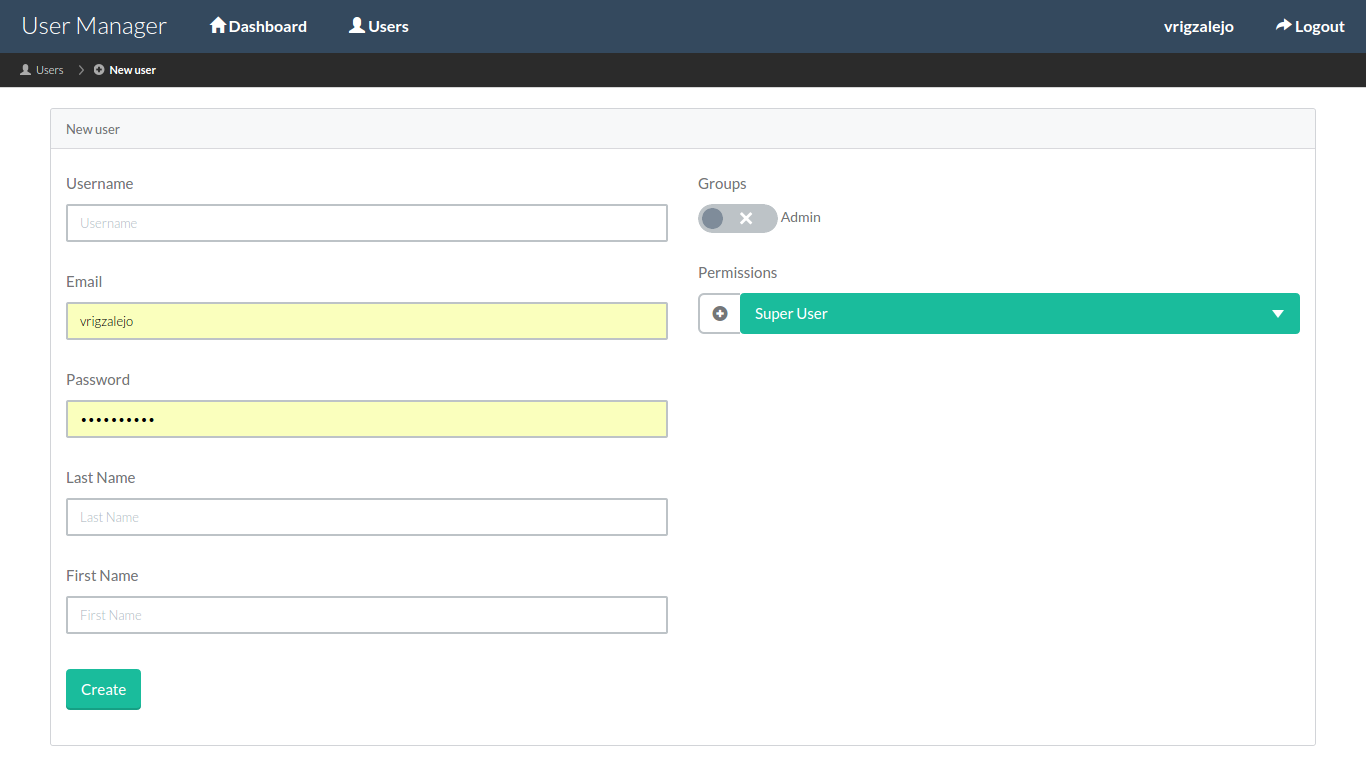 User Manager Dashboard Users vrigzalejo Logout
Users New user
New user
Username
Username
Email
vrigzalejo
Password
••••••••••
Last Name
Last Name
First Name
First Name
Create
Groups
Admin
Permissions
Super User